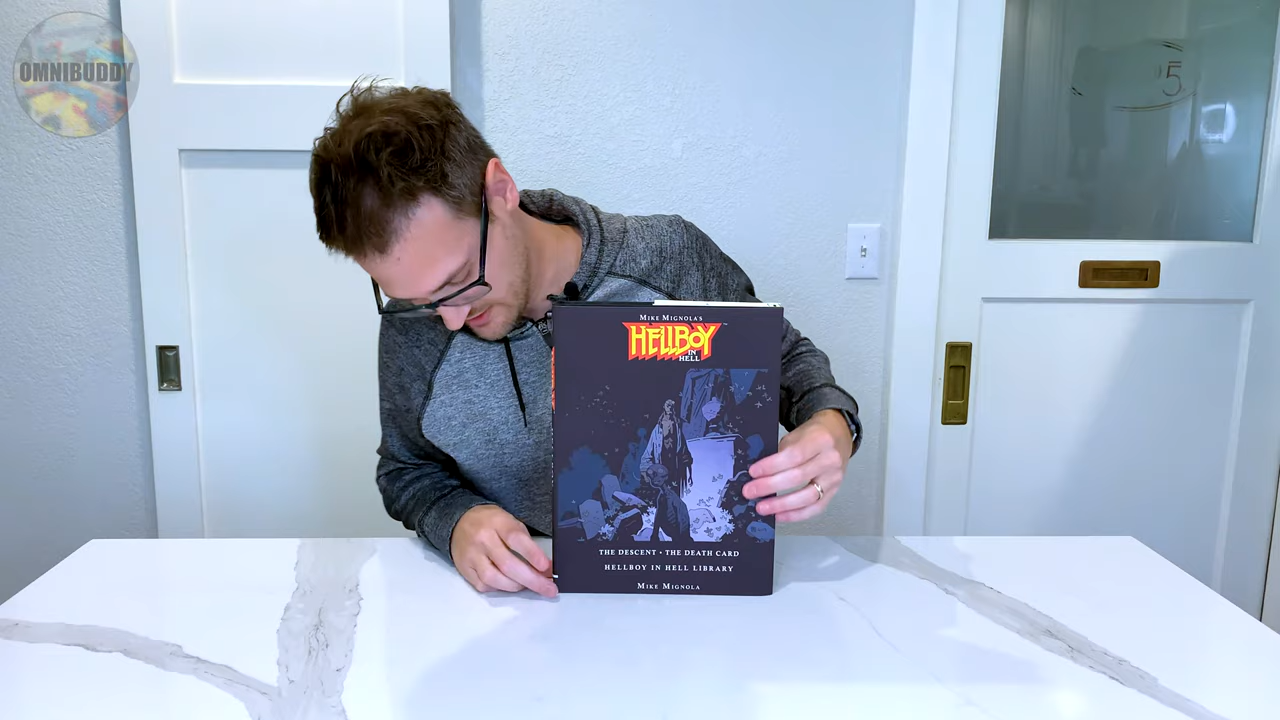 OMNIBUDDY
5
MIKE MIGNOLA'S
HELLBOY
IN
HELL
THE DESCENT • THE DEATH CARD
HELLBOY IN HELL LIBRARY
MIKE MIGNOLA